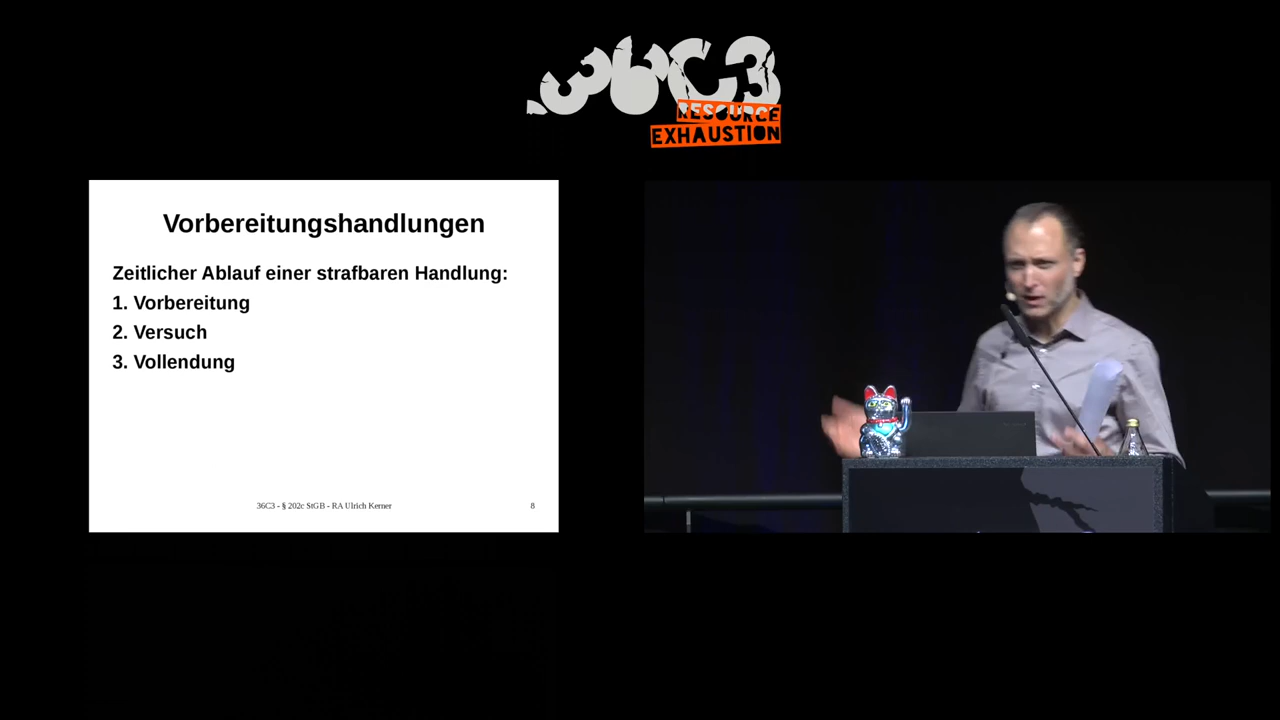 36C3
RESOURCE
EXHAUSTION
Vorbereitungshandlungen
Zeitlicher Ablauf einer strafbaren Handlung:
1. Vorbereitung
2. Versuch
3. Vollendung
36C3 - § 202c StGB - RA Ulrich Kerner
8